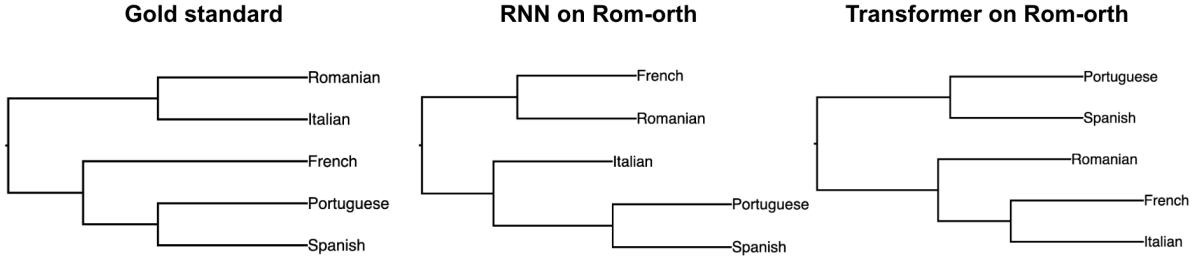 Gold standard
Romanian
Italian
French
Portuguese
Spanish
RNN on Rom-orth
French
Romanian
Italian
Portuguese
Spanish
Transformer on Rom-orth
Portuguese
Spanish
Romanian
French
Italian